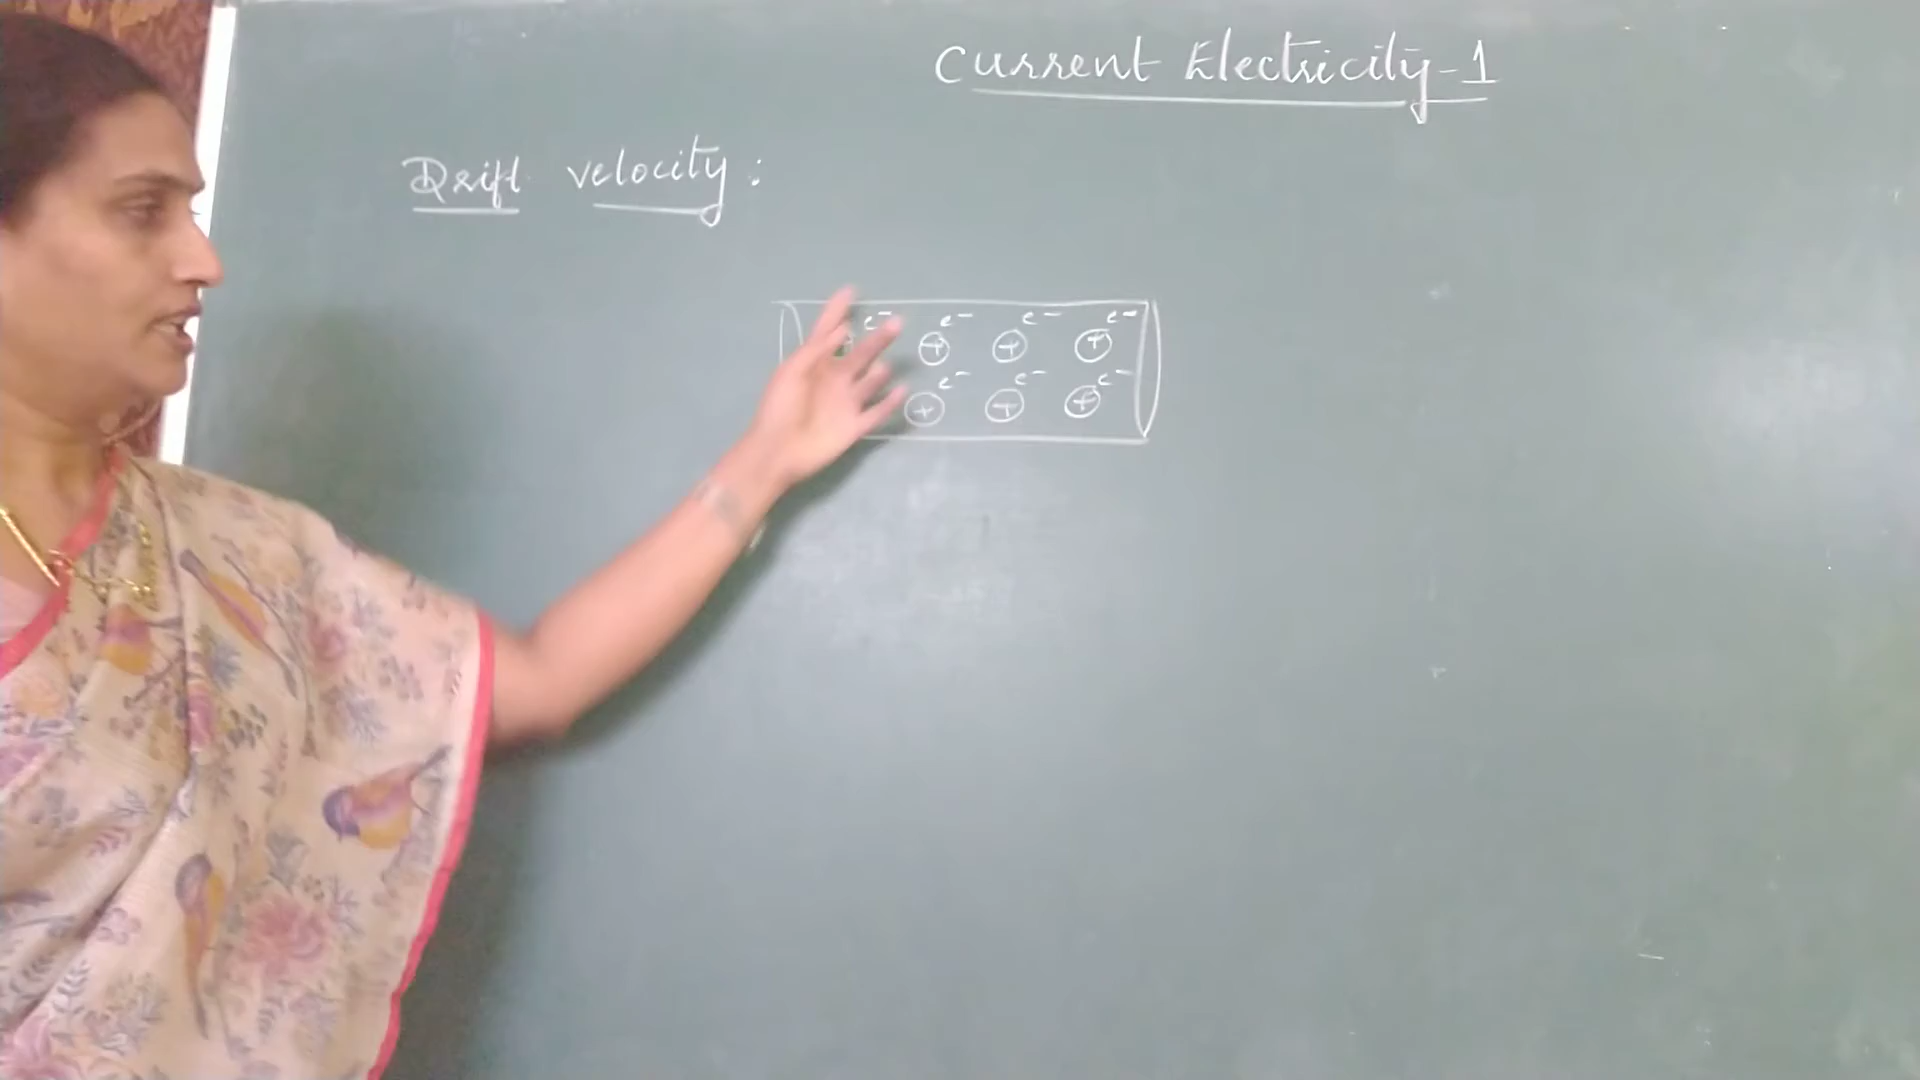 Current Electricity-1
Drift velocity:
e- e- e- e-
+ + + +
e- e- e-
+ + +